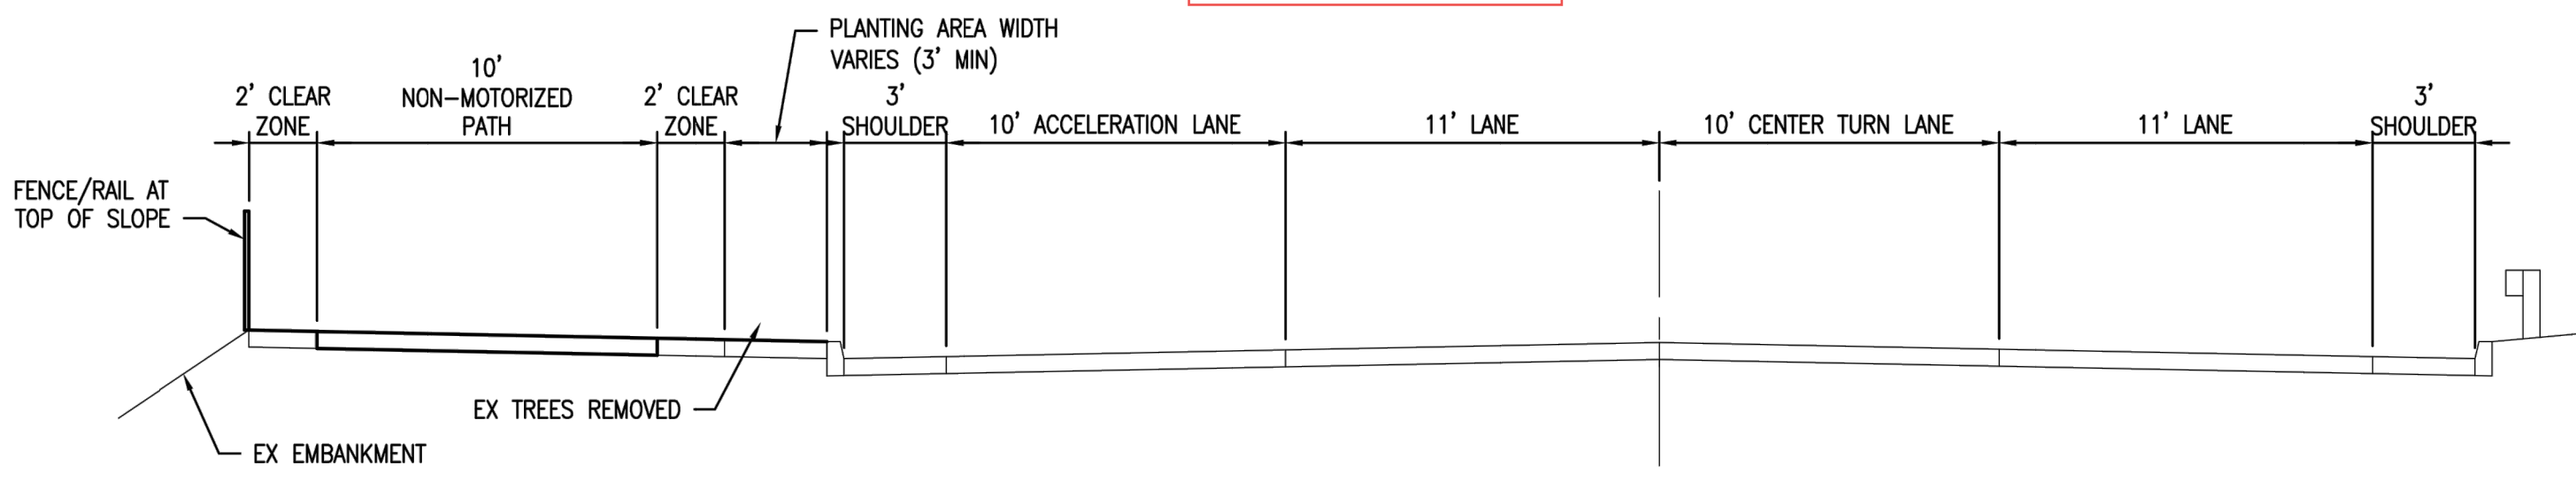 PLANTING AREA WIDTH
VARIES (3' MIN)
2' CLEAR
ZONE
10'
NON-MOTORIZED
PATH
2' CLEAR
ZONE
3'
SHOULDER
10' ACCELERATION LANE
11' LANE
10' CENTER TURN LANE
11' LANE
3'
SHOULDER
FENCE/RAIL AT
TOP OF SLOPE
EX TREES REMOVED
EX EMBANKMENT